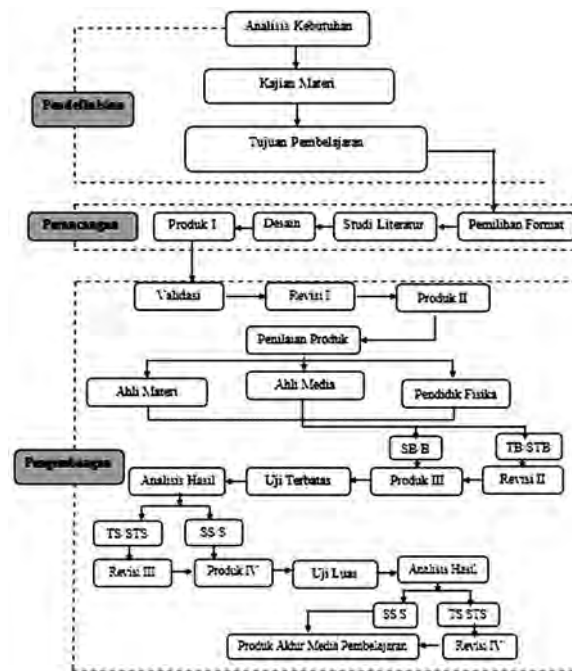 Analisis Kebutuhan
Kajian Materi
Pendefinisian
Tujuan Pembelajaran
Perancangan
Produk I
Desain
Studi Literatur
Pemilihan Format
Validasi
Revisi I
Produk II
Penilaian Produk
Ahli Materi
Ahli Media
Pendidik Fisika
SB-B
TB-STB
Pengembangan
Analisis Hasil
Uji Terbatas
Produk III
Revisi II
TS-STS
SS-S
Revisi III
Produk IV
Uji Luas
Analisis Hasil
SS-S
TS-STS
Produk Akhir Media Pembelajaran
Revisi IV